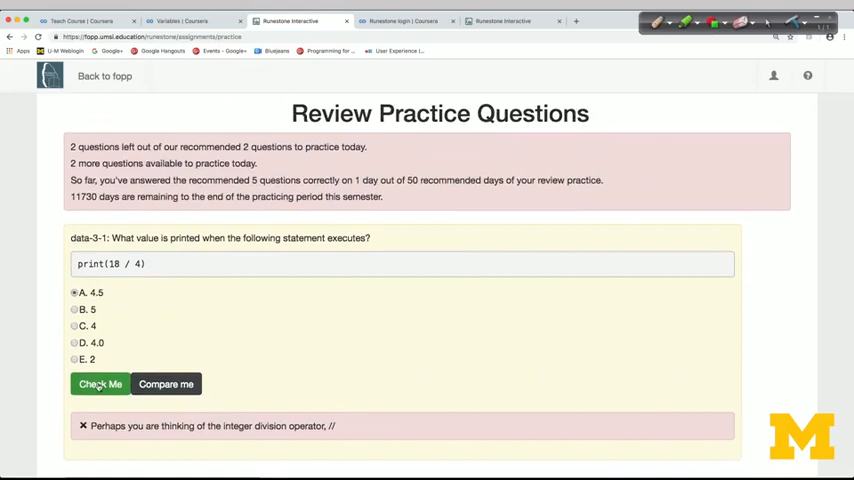 Teach Course | Coursera
Variables | Coursera
Runestone Interactive
Runestone login | Coursera
Runestone Interactive
https://fopp.umsi.education/runestone/assignments/practice
Apps
U-M Weblogin
G
Google Hangouts
Events - Google+
Bluejeans
Programming for ...
User Experience (...
Back to fopp
Review Practice Questions
2 questions left out of our recommended 2 questions to practice today.
2 more questions available to practice today.
So far, you've answered the recommended 5 questions correctly on 1 day out of 50 recommended days of your review practice.
11730 days are remaining to the end of the practicing period this semester.
data-3-1: What value is printed when the following statement executes?
print(18 / 4)
A. 4.5
B. 5
C. 4
D. 4.0
E. 2
Check Me
Compare me
✕ Perhaps you are thinking of the integer division operator, //
M